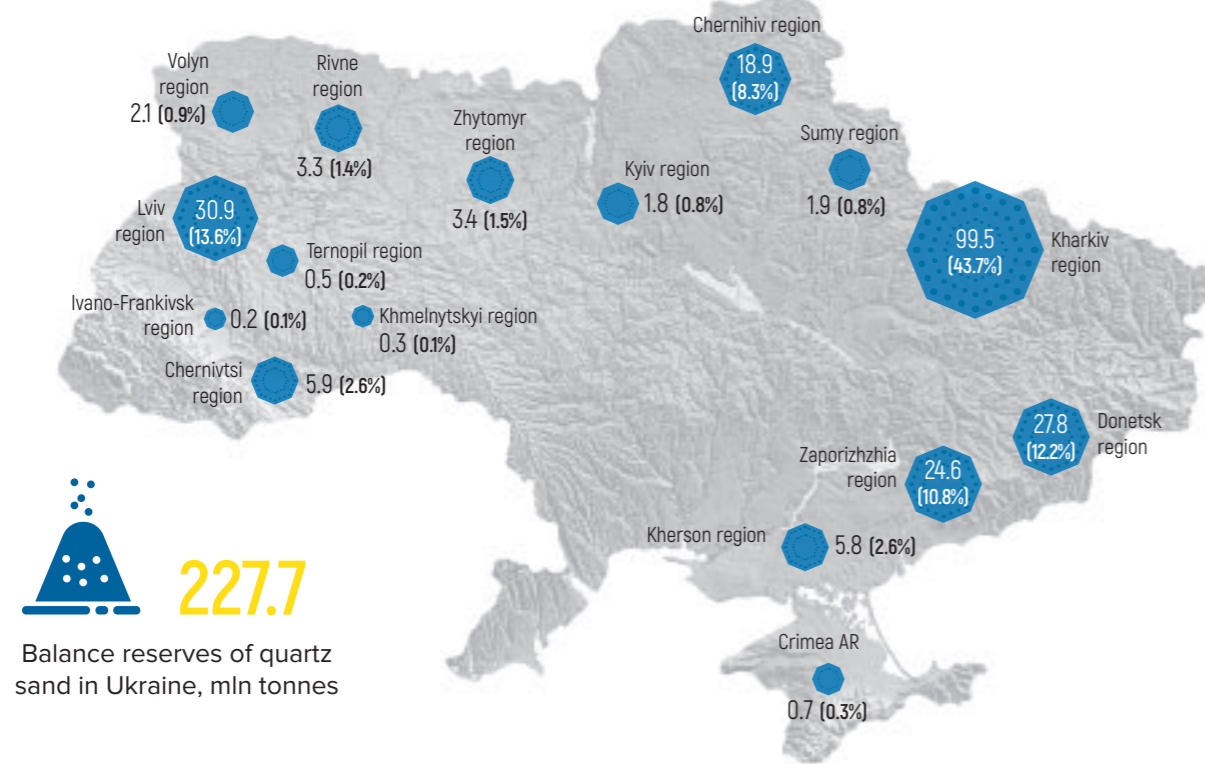 Chernihiv region
18.9
(8.3%)
Volyn
region
2.1 (0.9%)
Rivne
region
3.3 (1.4%)
Zhytomyr
region
3.4 (1.5%)
Kyiv region
1.8 (0.8%)
Sumy region
1.9 (0.8%)
Lviv
region
30.9
(13.6%)
99.5
(43.7%)
Kharkiv
region
Ternopil region
0.5 (0.2%)
Ivano-Frankivsk
region
0.2 (0.1%)
Khmelnytskyi region
0.3 (0.1%)
Chernivtsi
region
5.9 (2.6%)
27.8
(12.2%)
Donetsk
region
Zaporizhzhia
region
24.6
(10.8%)
Kherson region
5.8 (2.6%)
227.7
Balance reserves of quartz
sand in Ukraine, mln tonnes
Crimea AR
0.7 (0.3%)